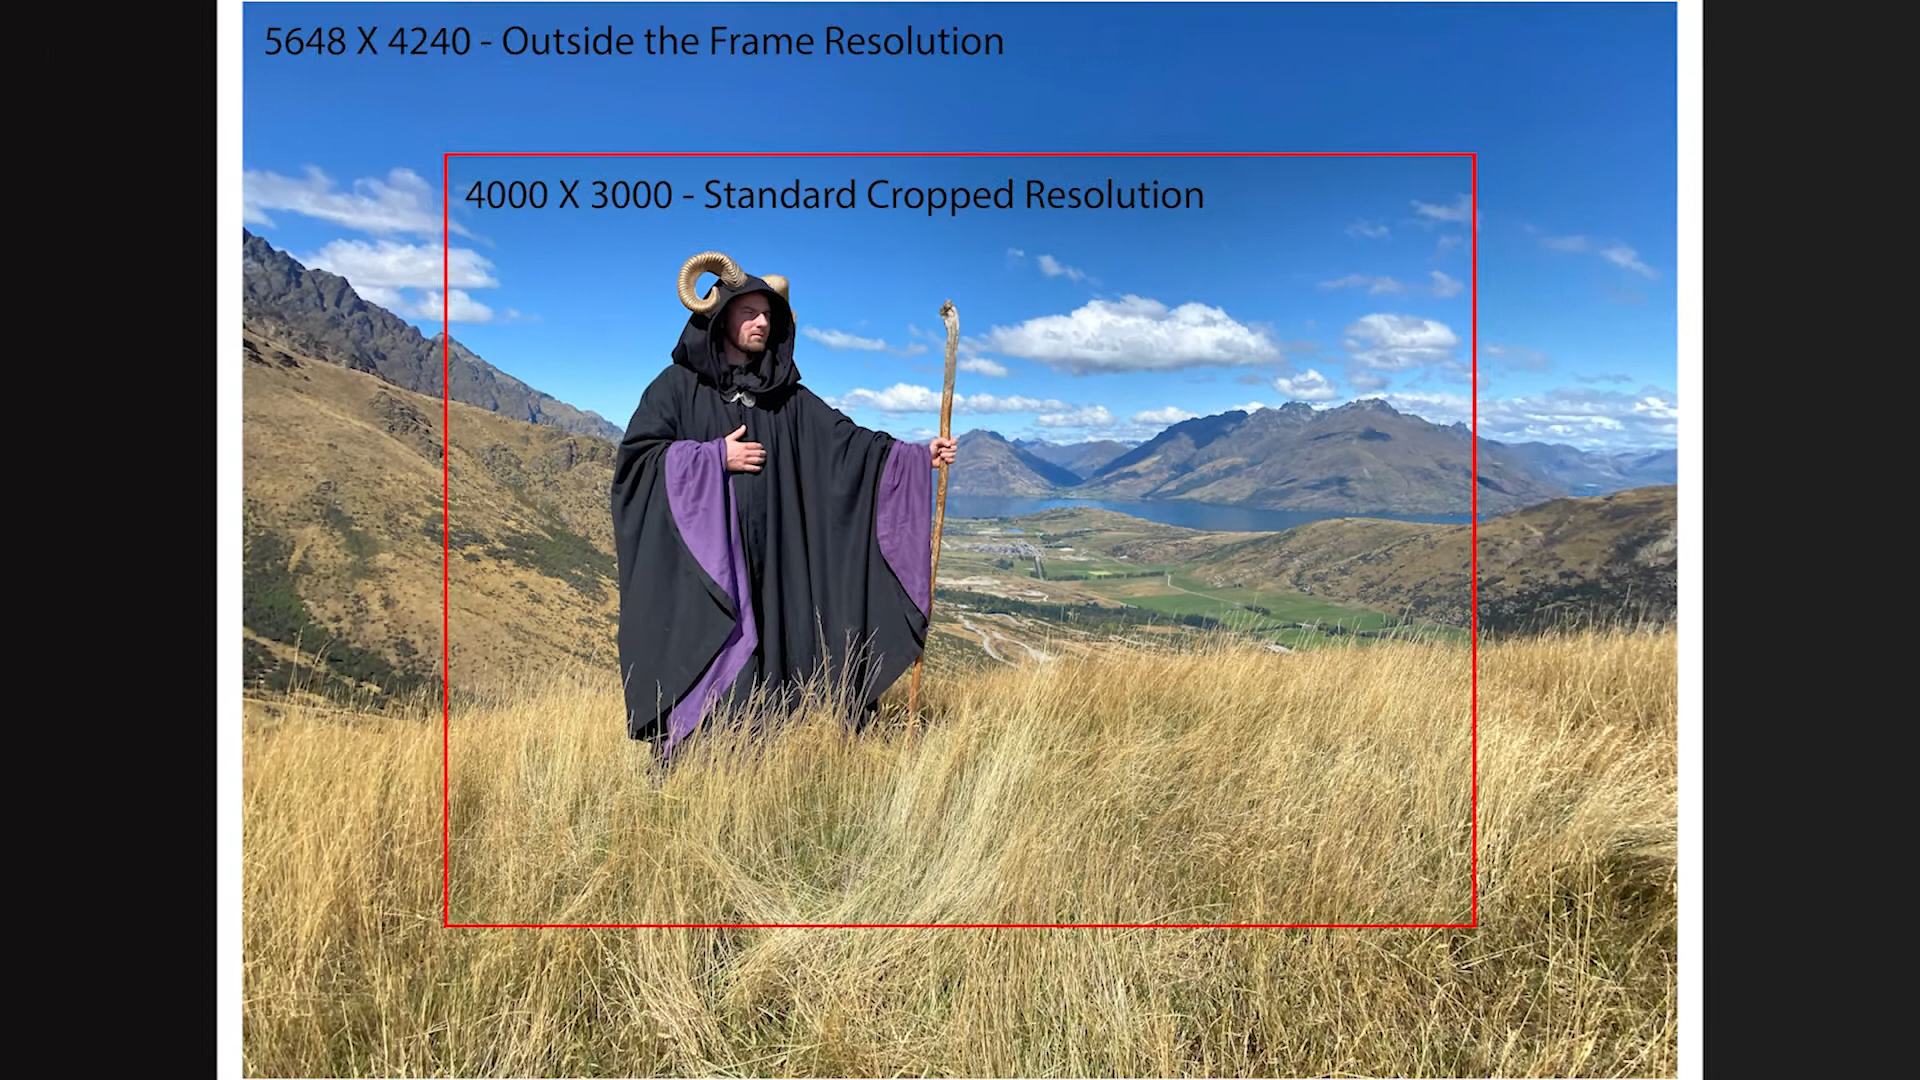 5648 X 4240 - Outside the Frame Resolution
4000 X 3000 - Standard Cropped Resolution